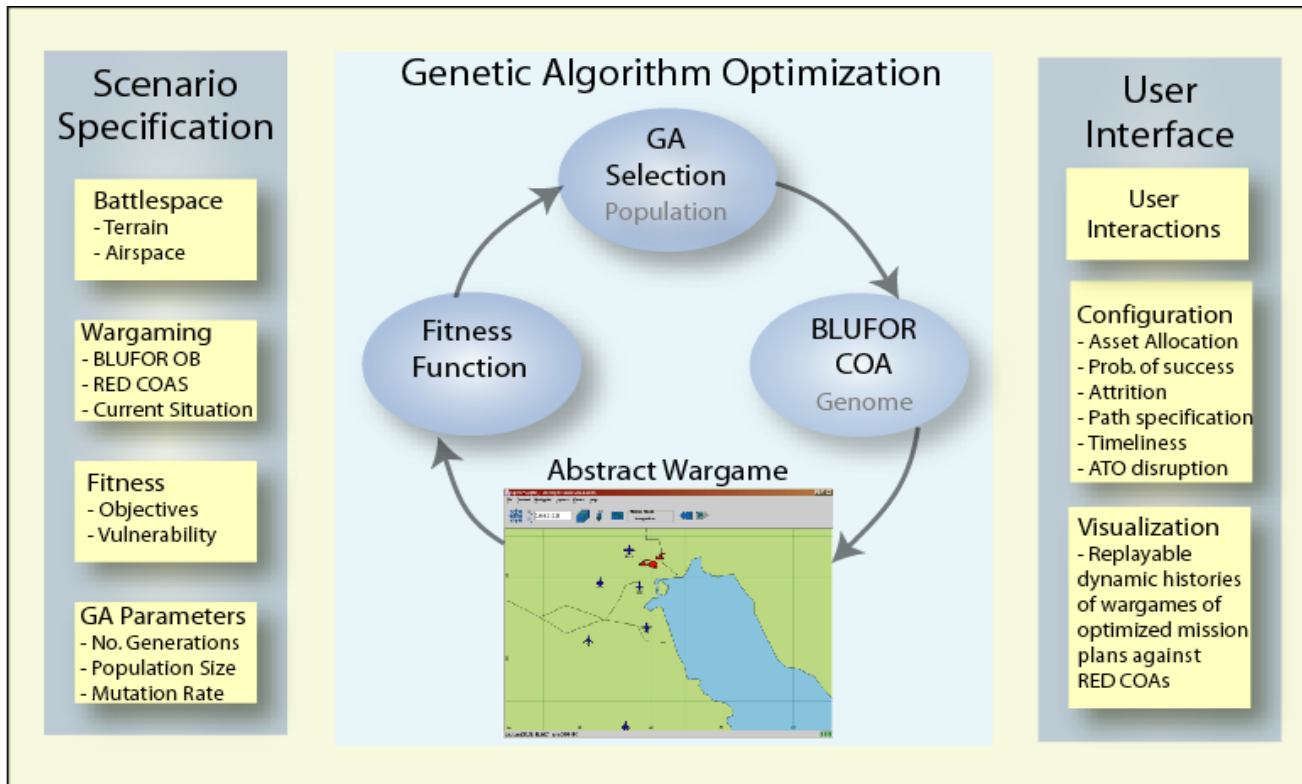 Scenario
Specification
Battlespace
- Terrain
- Airspace
Wargaming
- BLUFOR OB
- RED COAS
- Current Situation
Fitness
- Objectives
- Vulnerability
GA Parameters
- No. Generations
- Population Size
- Mutation Rate
Genetic Algorithm Optimization
GA
Selection
Population
BLUFOR
COA
Genome
Fitness
Function
Abstract Wargame
User
Interface
User
Interactions
Configuration
- Asset Allocation
- Prob. of success
- Attrition
- Path specification
- Timeliness
- ATO disruption
Visualization
- Replayable
dynamic histories
of wargames of
optimized mission
plans against
RED COAs